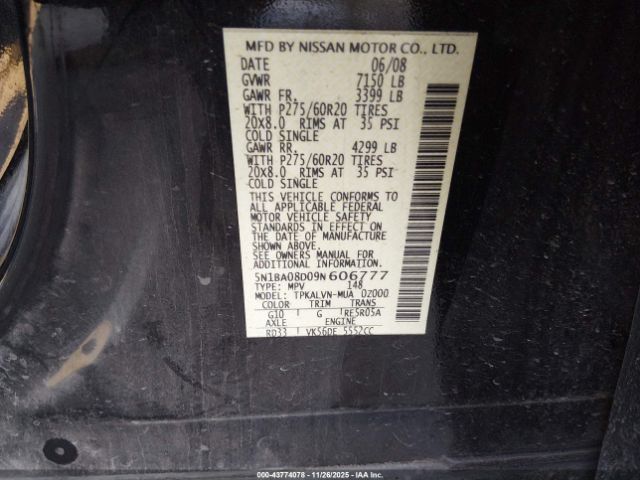 MFD BY NISSAN MOTOR CO., LTD.
DATE 06/08
GVWR 7150 LB
GAWR FR. 3399 LB
WITH P275/60R20 TIRES
20X8.0 RIMS AT 35 PSI
COLD SINGLE
GAWR RR. 4299 LB
WITH P275/60R20 TIRES
20X8.0 RIMS AT 35 PSI
COLD SINGLE
THIS VEHICLE CONFORMS TO
ALL APPLICABLE FEDERAL
MOTOR VEHICLE SAFETY
STANDARDS IN EFFECT ON
THE DATE OF MANUFACTURE
SHOWN ABOVE.
SEE OWNER'S MANUAL FOR
ADDITIONAL INFORMATION.
5N1BA08D09N606777
TYPE: MPV 148
MODEL: TPKALVN-MUA 0Z000
COLOR TRIM TRANS
G10 G RE5R05A
AXLE ENGINE
RD33 VK56DE 5552CC
000-43774078 | 11/26/2025 | IAA Inc.